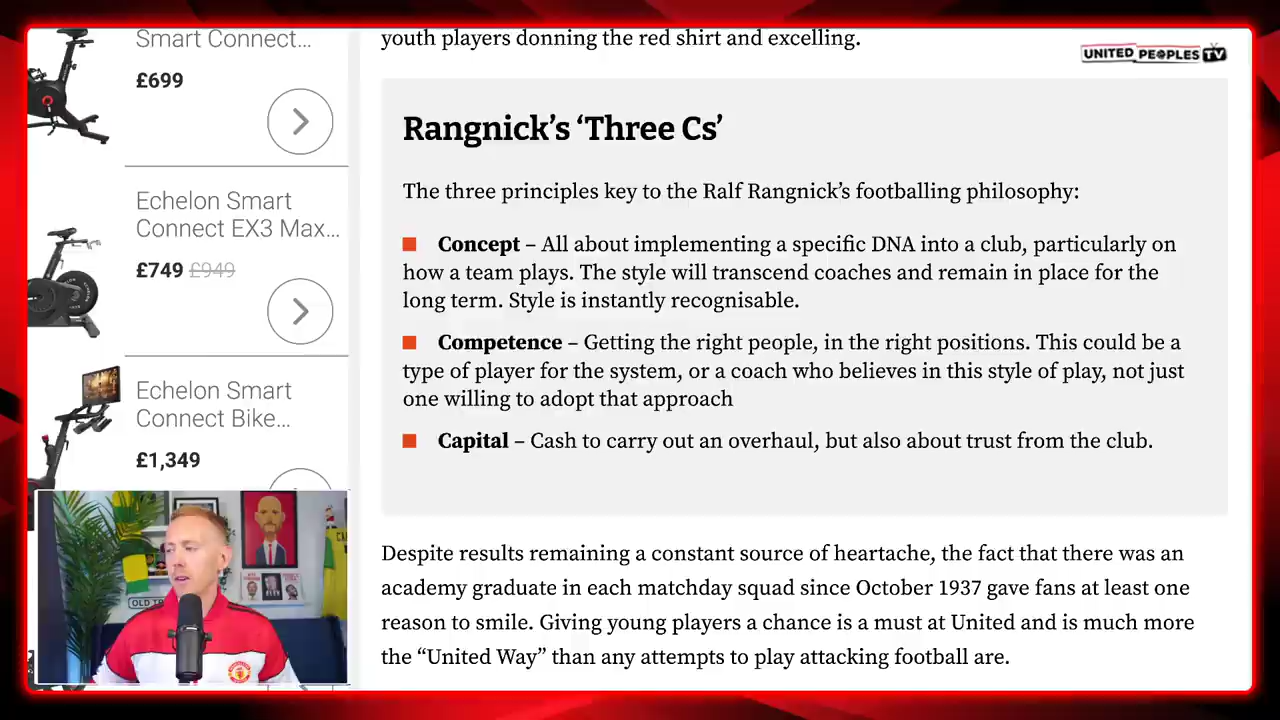 Smart Connect...
£699
Echelon Smart
Connect EX3 Max...
£749 £949
Echelon Smart
Connect Bike...
£1,349
OLD TR
UNITED PEOPLES TV
youth players donning the red shirt and excelling.
Rangnick’s ‘Three Cs’
The three principles key to the Ralf Rangnick’s footballing philosophy:
Concept – All about implementing a specific DNA into a club, particularly on
how a team plays. The style will transcend coaches and remain in place for the
long term. Style is instantly recognisable.
Competence – Getting the right people, in the right positions. This could be a
type of player for the system, or a coach who believes in this style of play, not just
one willing to adopt that approach
Capital – Cash to carry out an overhaul, but also about trust from the club.
Despite results remaining a constant source of heartache, the fact that there was an
academy graduate in each matchday squad since October 1937 gave fans at least one
reason to smile. Giving young players a chance is a must at United and is much more
the “United Way” than any attempts to play attacking football are.